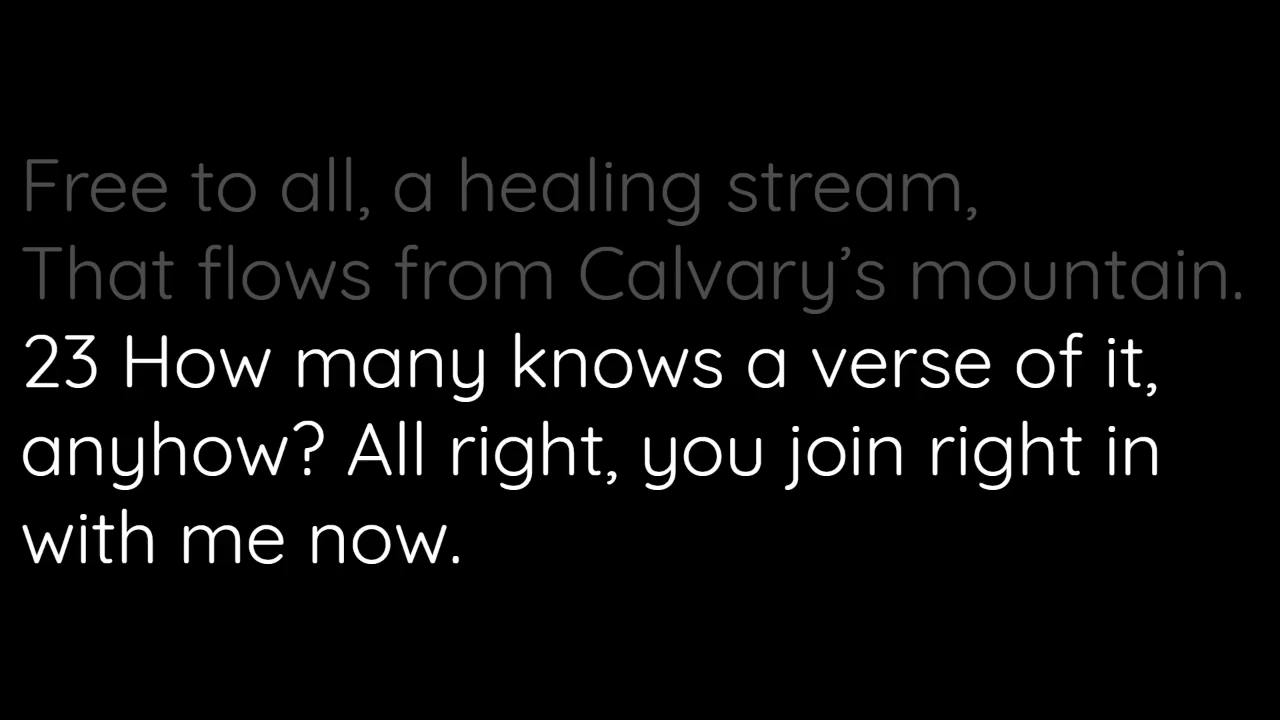 Free to all, a healing stream,
That flows from Calvary’s mountain.
23 How many knows a verse of it,
anyhow? All right, you join right in
with me now.